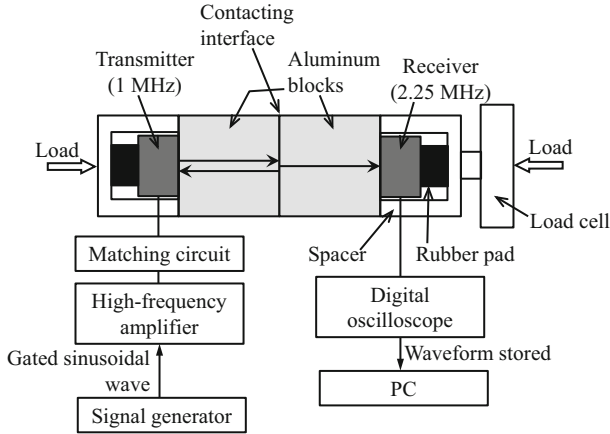 Contacting
interface
Transmitter
(1 MHz)
Aluminum
blocks
Receiver
(2.25 MHz)
Load
Load
Load cell
Matching circuit
Spacer
Rubber pad
High-frequency
amplifier
Digital
oscilloscope
Gated sinusoidal
wave
Waveform stored
PC
Signal generator